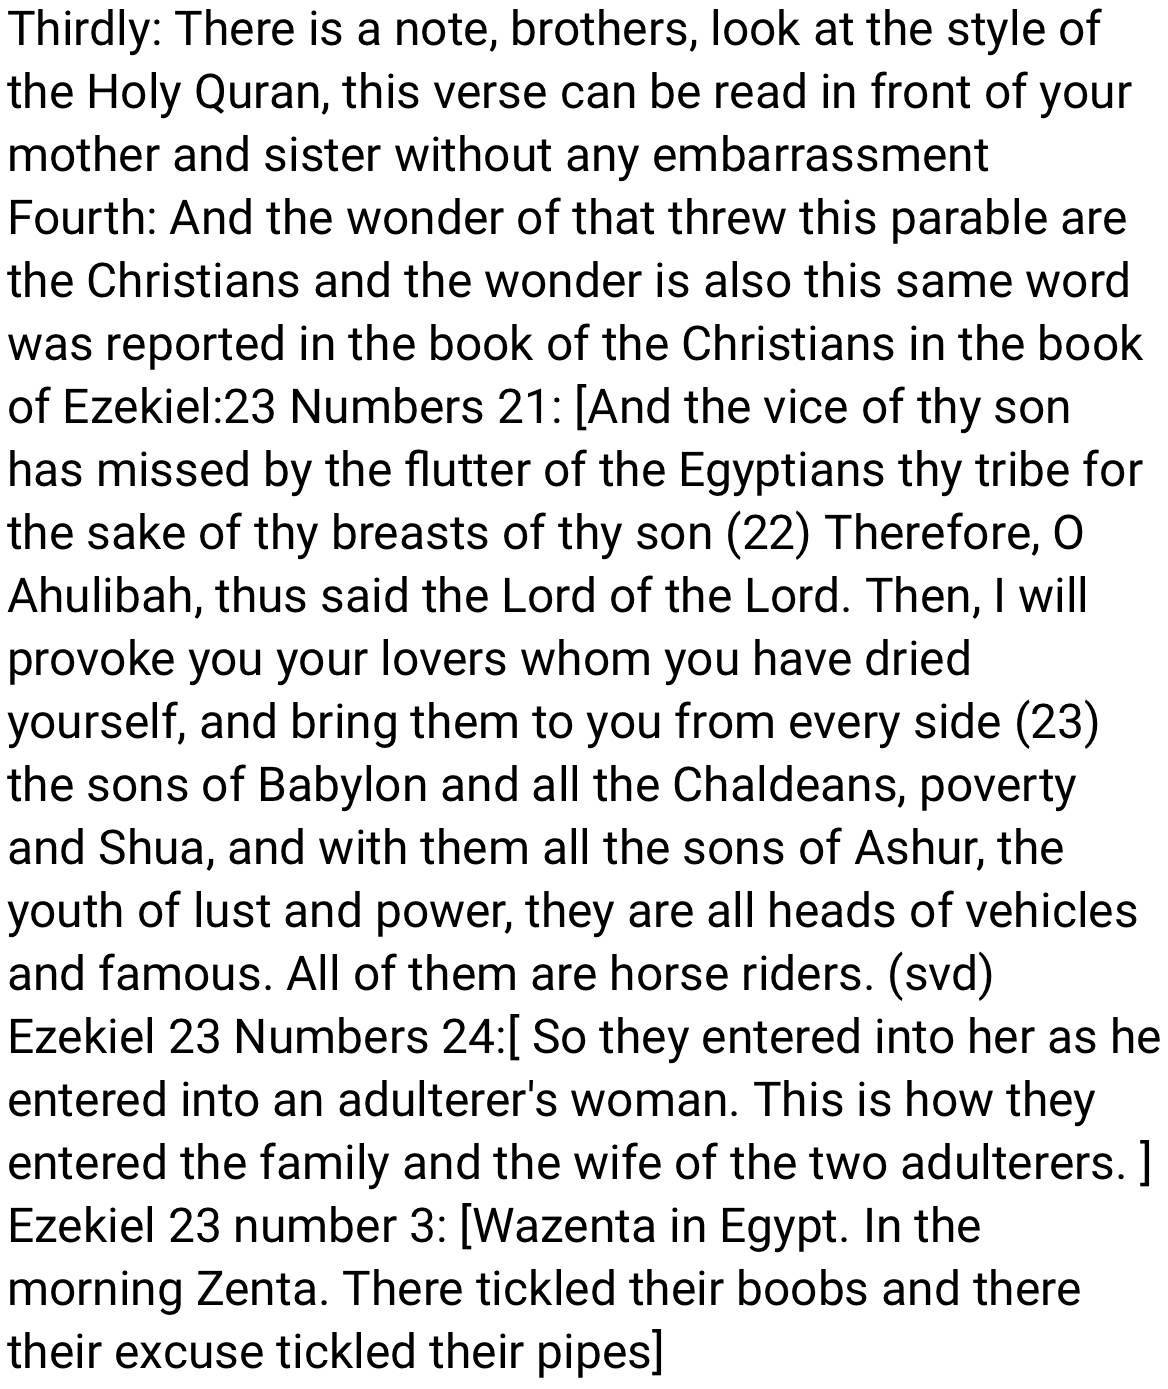 Thirdly: There is a note, brothers, look at the style of
the Holy Quran, this verse can be read in front of your
mother and sister without any embarrassment
Fourth: And the wonder of that threw this parable are
the Christians and the wonder is also this same word
was reported in the book of the Christians in the book
of Ezekiel:23 Numbers 21: [And the vice of thy son
has missed by the flutter of the Egyptians thy tribe for
the sake of thy breasts of thy son (22) Therefore, O
Ahulibah, thus said the Lord of the Lord. Then, I will
provoke you your lovers whom you have dried
yourself, and bring them to you from every side (23)
the sons of Babylon and all the Chaldeans, poverty
and Shua, and with them all the sons of Ashur, the
youth of lust and power, they are all heads of vehicles
and famous. All of them are horse riders. (svd)
Ezekiel 23 Numbers 24:[ So they entered into her as he
entered into an adulterer's woman. This is how they
entered the family and the wife of the two adulterers. ]
Ezekiel 23 number 3: [Wazenta in Egypt. In the
morning Zenta. There tickled their boobs and there
their excuse tickled their pipes]